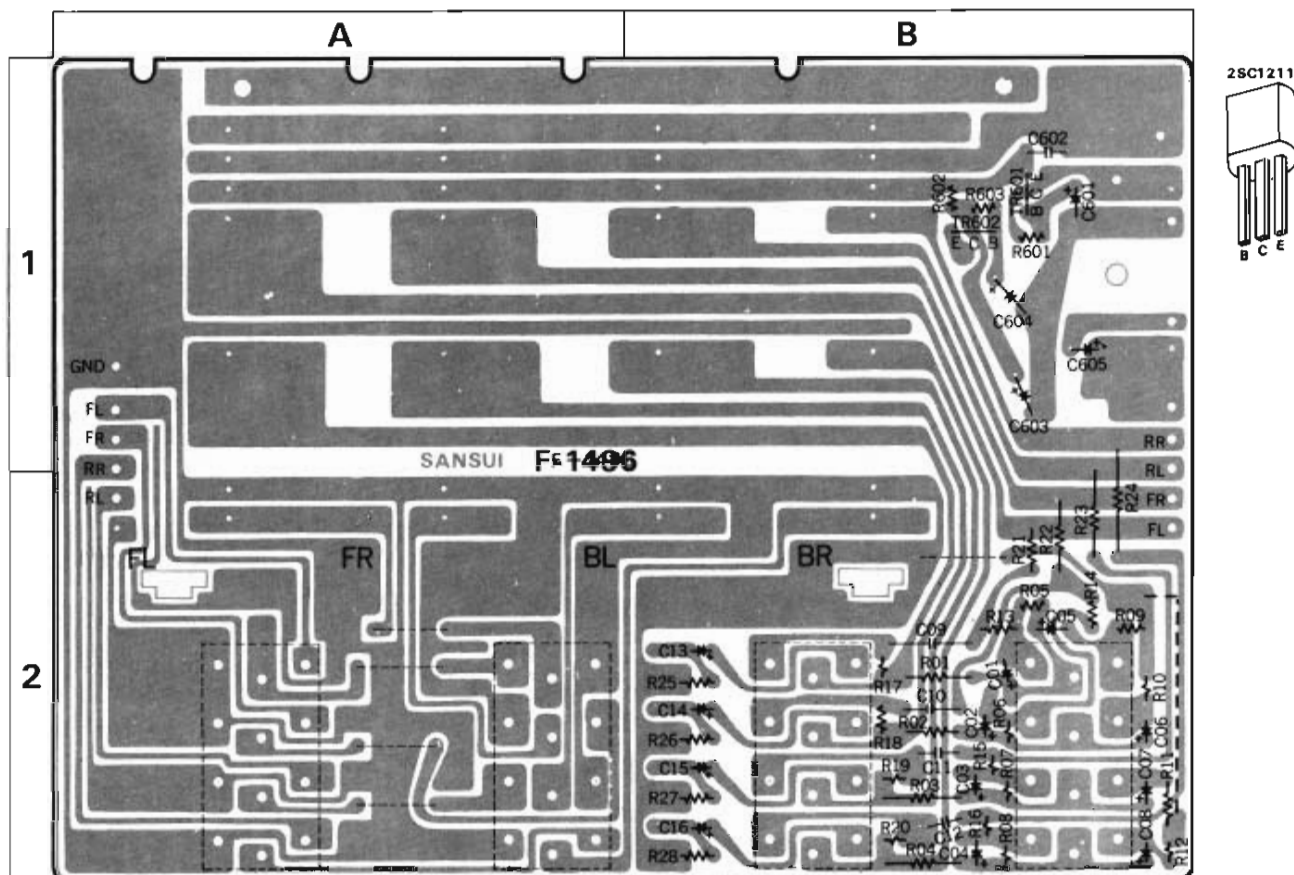 A B
2SC1211
B C E
1
C602
R602 R603 TR601 B C E C601
TR602
E C B R601
C604
C605
C603
GND
FL
FR
RR
RL
RR
RL
FR
FL
SANSUI
R24
R23
R22
R21
2
FL FR BL BR
R14
R05
R13 C05 R09
C09
C13 R01 C01
R25 R17 R10
C10
C14 R02 C02 R06 C06
R26 R18
C11 R15
C15 R19 C03 R07 C07 R11
R27 R03
C16 R20 C12 R16 R08 C08
R28 R04 C04 R12